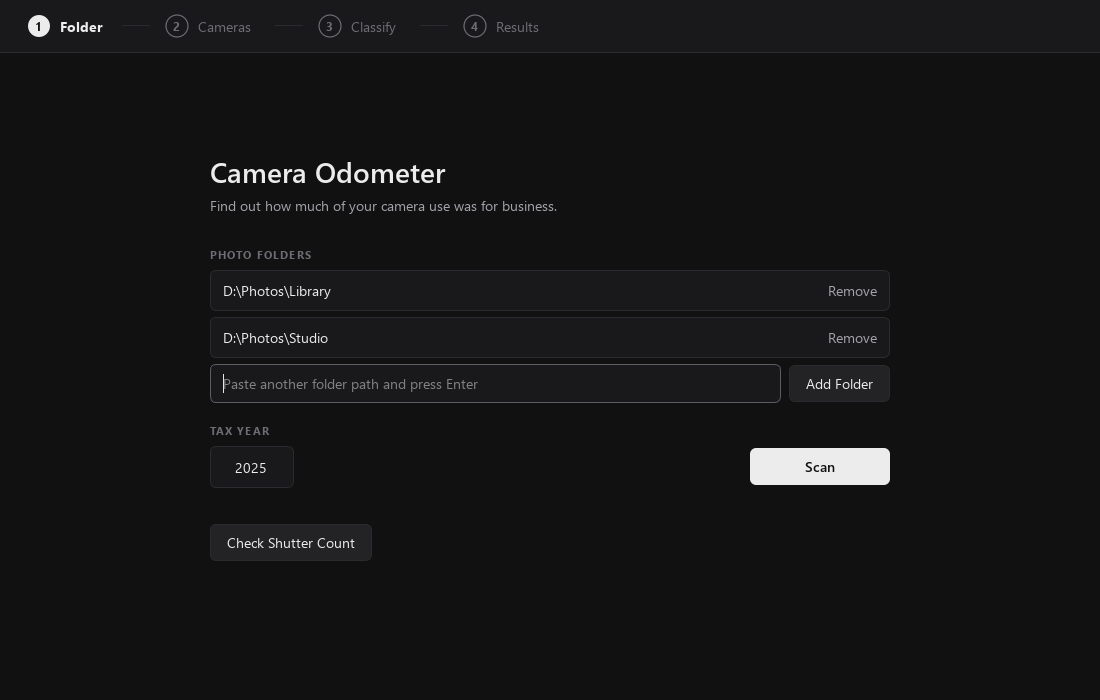 1 Folder 2 Cameras 3 Classify 4 Results
Camera Odometer
Find out how much of your camera use was for business.
PHOTO FOLDERS
D:\Photos\Library Remove
D:\Photos\Studio Remove
Paste another folder path and press Enter Add Folder
TAX YEAR
2025 Scan
Check Shutter Count